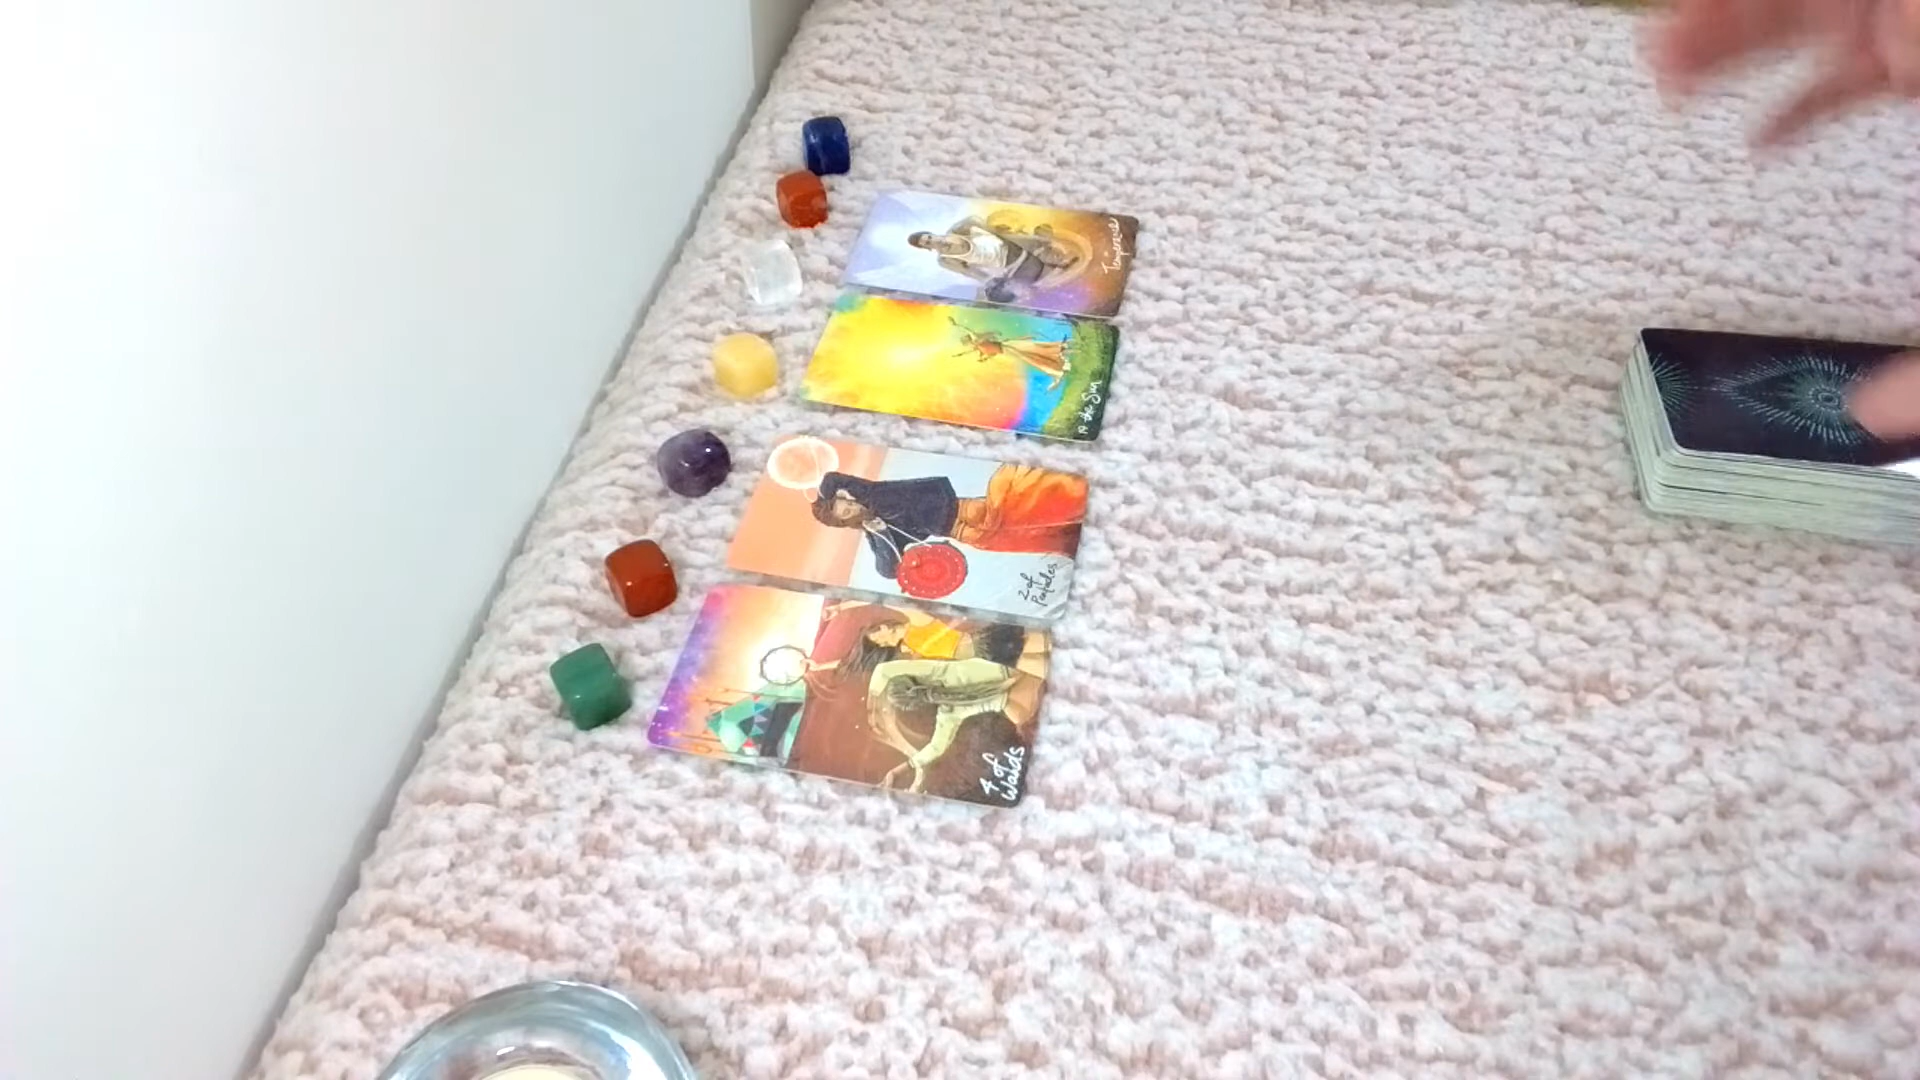 Temperance
19 the Sun
2 of
Pentacles
4 of
Wands